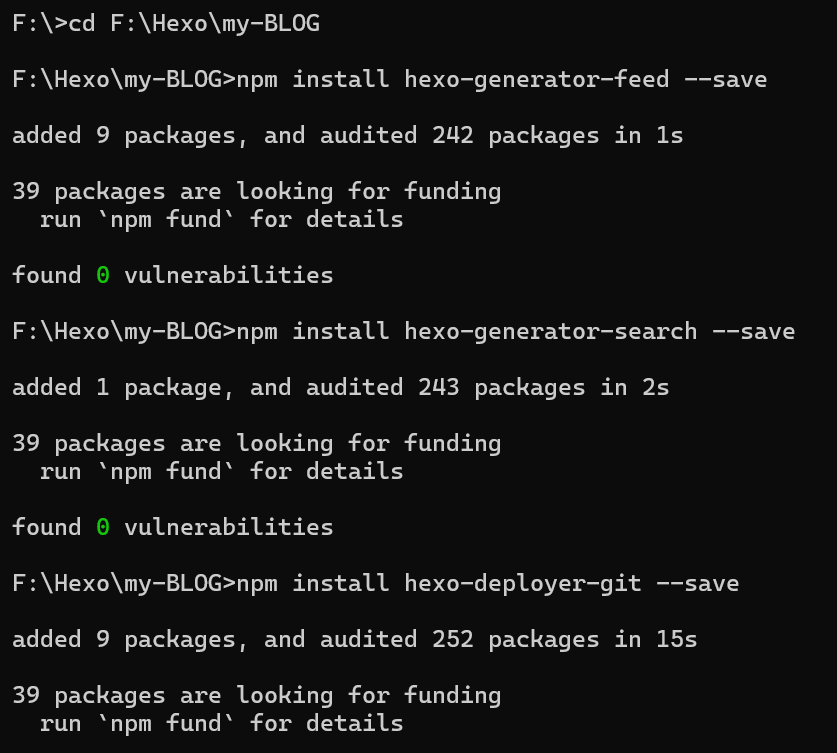 F:\>cd F:\Hexo\my-BLOG
F:\Hexo\my-BLOG>npm install hexo-generator-feed --save
added 9 packages, and audited 242 packages in 1s
39 packages are looking for funding
  run `npm fund` for details
found 0 vulnerabilities
F:\Hexo\my-BLOG>npm install hexo-generator-search --save
added 1 package, and audited 243 packages in 2s
39 packages are looking for funding
  run `npm fund` for details
found 0 vulnerabilities
F:\Hexo\my-BLOG>npm install hexo-deployer-git --save
added 9 packages, and audited 252 packages in 15s
39 packages are looking for funding
  run `npm fund` for details